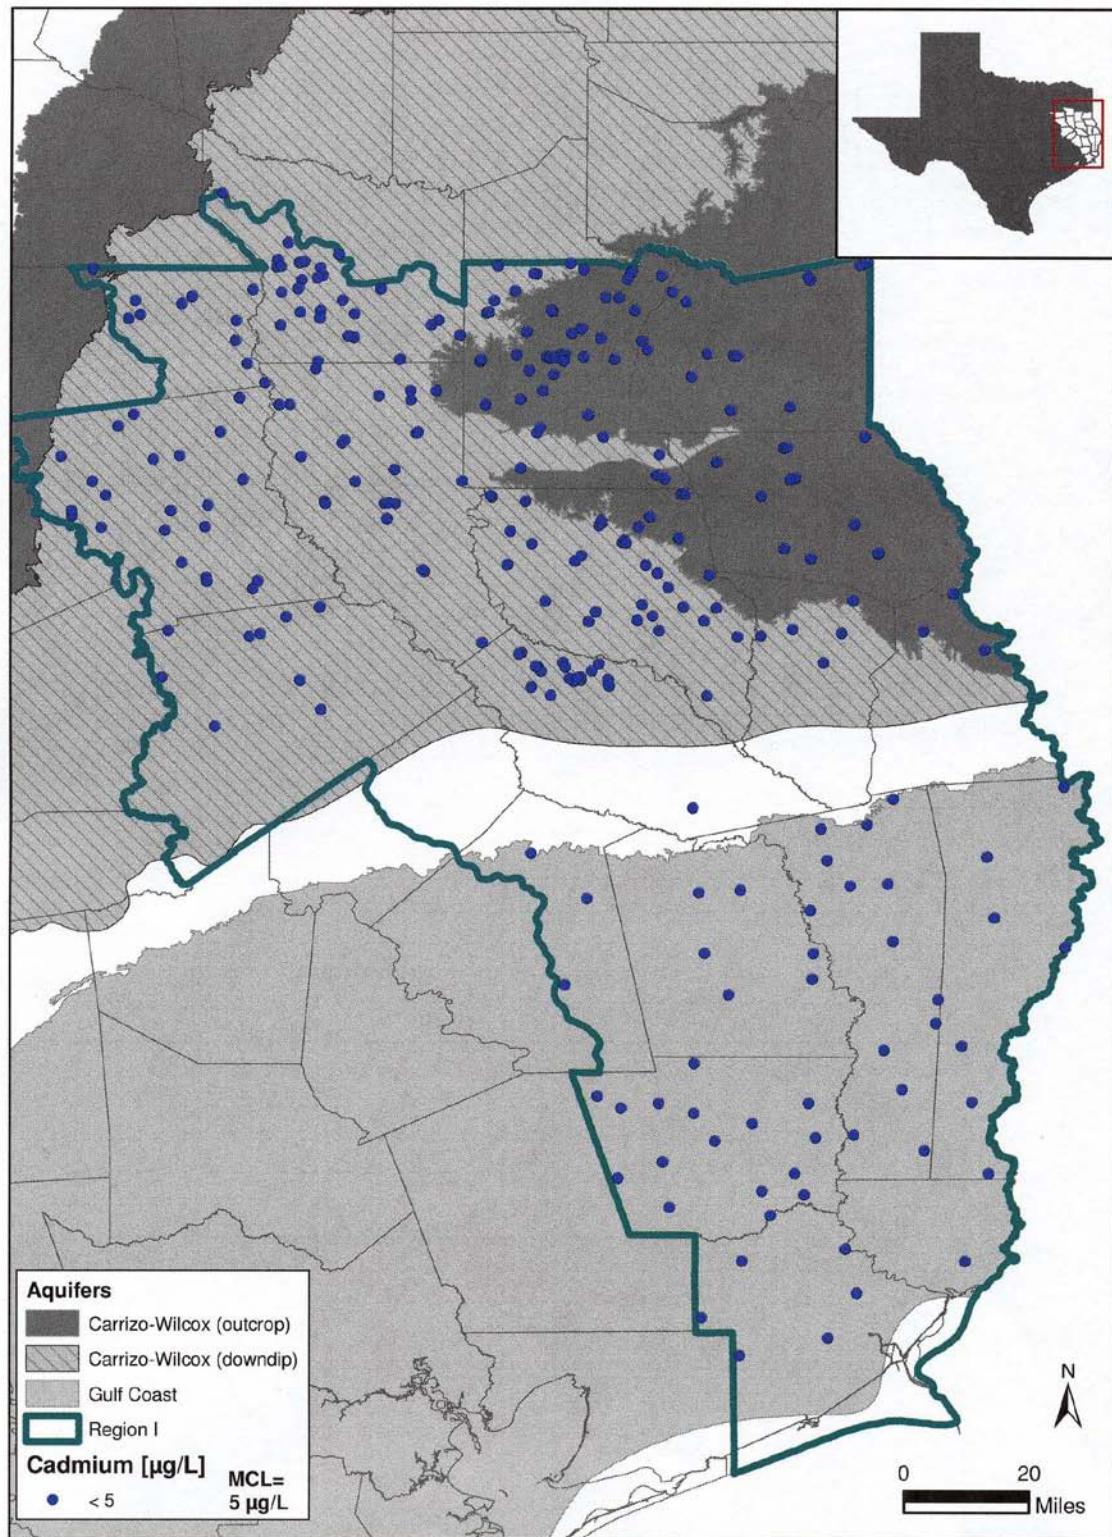 Aquifers
Carrizo-Wilcox (outcrop)
Carrizo-Wilcox (downdip)
Gulf Coast
Region I
Cadmium [µg/L]
MCL=
5 µg/L
< 5
N
0 20
Miles